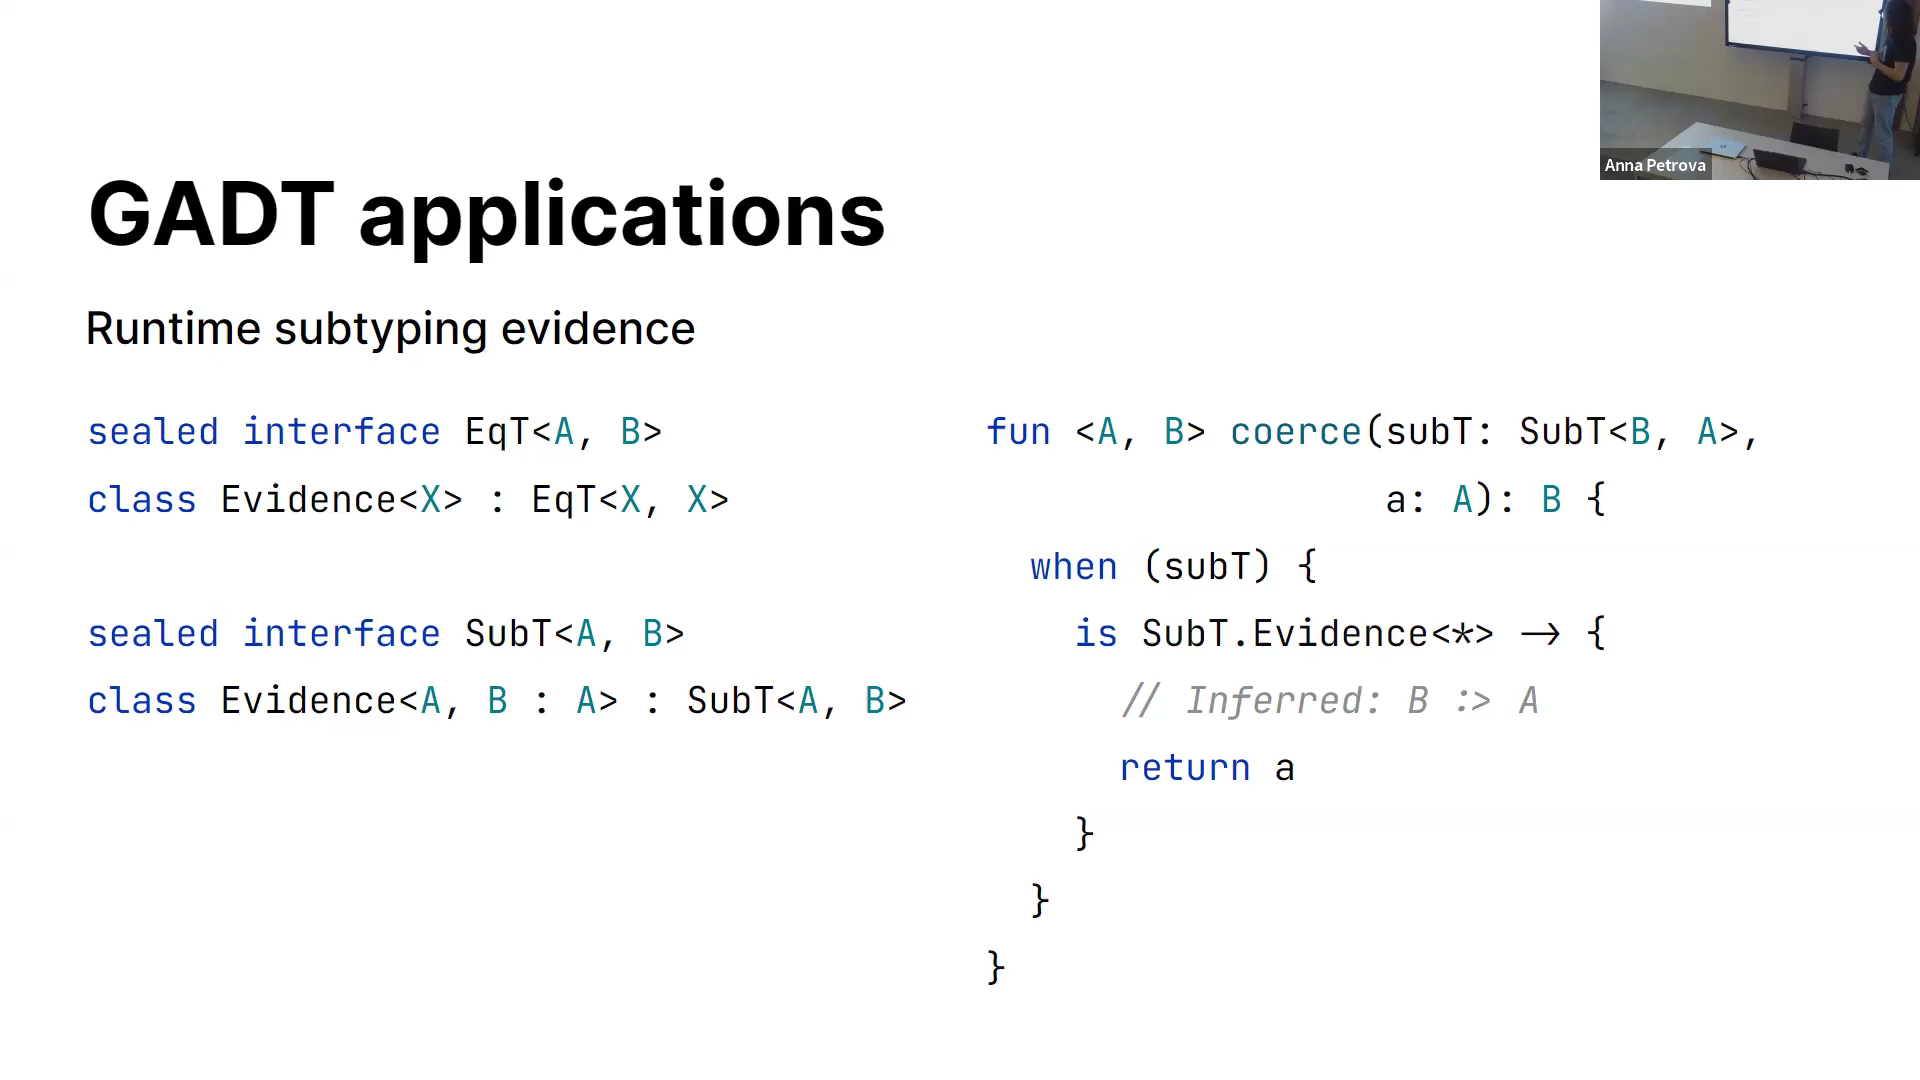 GADT applications
Runtime subtyping evidence
sealed interface EqT<A, B>
class Evidence<X> : EqT<X, X>
sealed interface SubT<A, B>
class Evidence<A, B : A> : SubT<A, B>
fun <A, B> coerce(subT: SubT<B, A>,
a: A): B {
when (subT) {
is SubT.Evidence<*> -> {
// Inferred: B :> A
return a
}
}
}
Anna Petrova